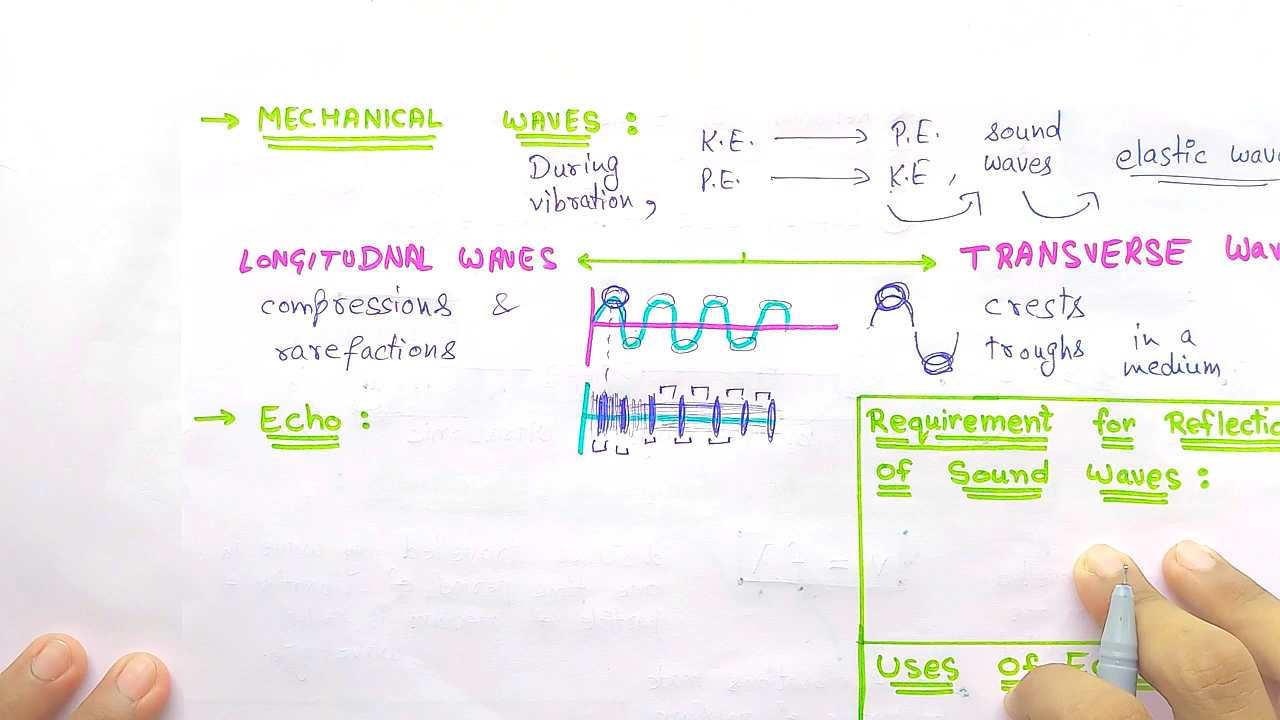 → MECHANICAL WAVES :
During vibration,
K.E. → P.E.
P.E. → K.E,
sound waves
elastic wav
LONGITUDNAL WAVES
TRANSVERSE wav
compressions &
rarefactions
crests
troughs
in a medium
→ Echo :
Requirement for Reflectio
of Sound Waves :
Uses of